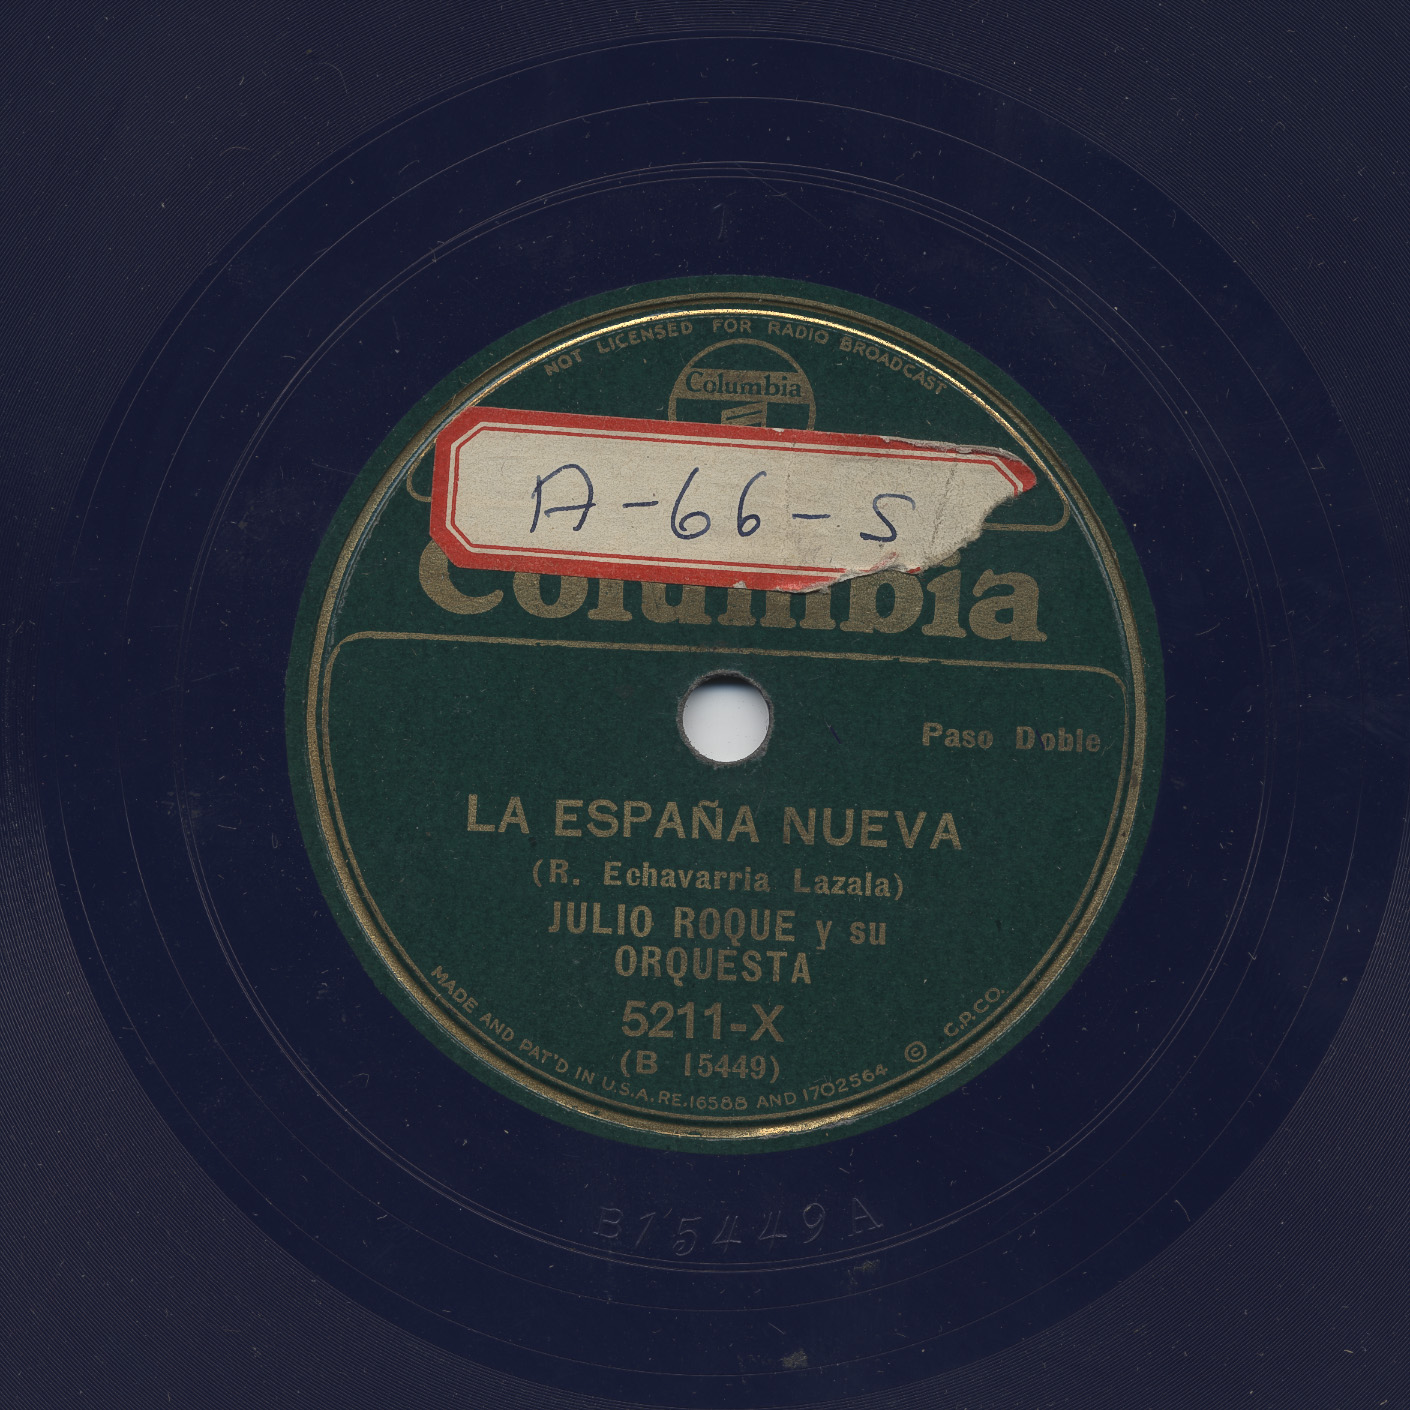 NOT LICENSED FOR RADIO BROADCAST
Columbia
A-66-S
Columbia
Paso Doble
LA ESPAÑA NUEVA
(R. Echavarria Lazala)
JULIO ROQUE y su
ORQUESTA
5211-X
(B 15449)
MADE AND PAT'D IN U.S.A. RE. 16588 AND 1702564 © C.P.CO.
B15449A